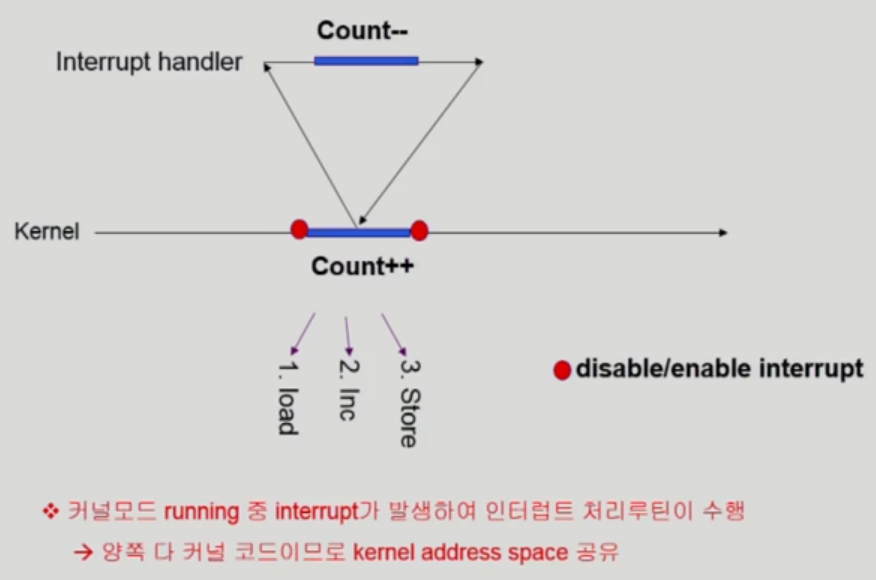 Count--
Interrupt handler
Kernel
Count++
1. load
2. Inc
3. Store
disable/enable interrupt
❖ 커널모드 running 중 interrupt가 발생하여 인터럽트 처리루틴이 수행
→ 양쪽 다 커널 코드이므로 kernel address space 공유